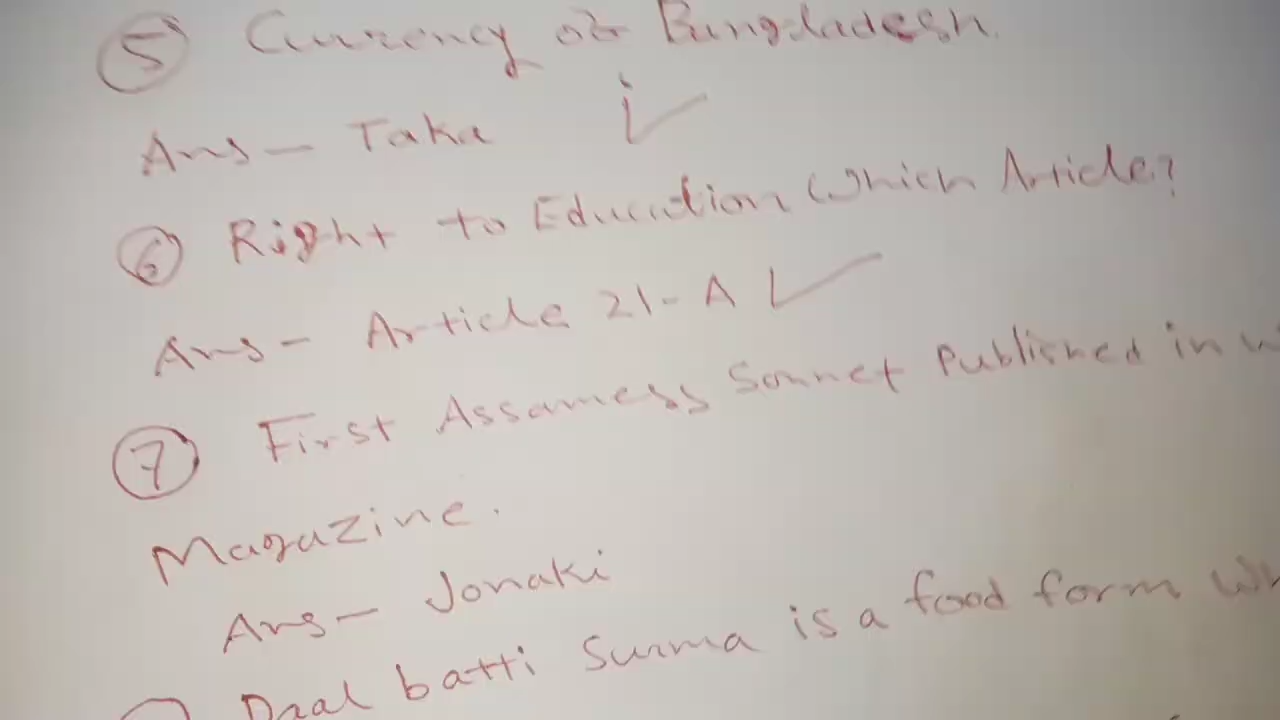 5 Currency of Bangladesh.
Ans - Taka
6 Right to Education Which Article?
Ans - Article 21-A
7 First Assamess Sonnet Published in
Magazine.
Ans - Jonaki
Daal batti Surma is a food form